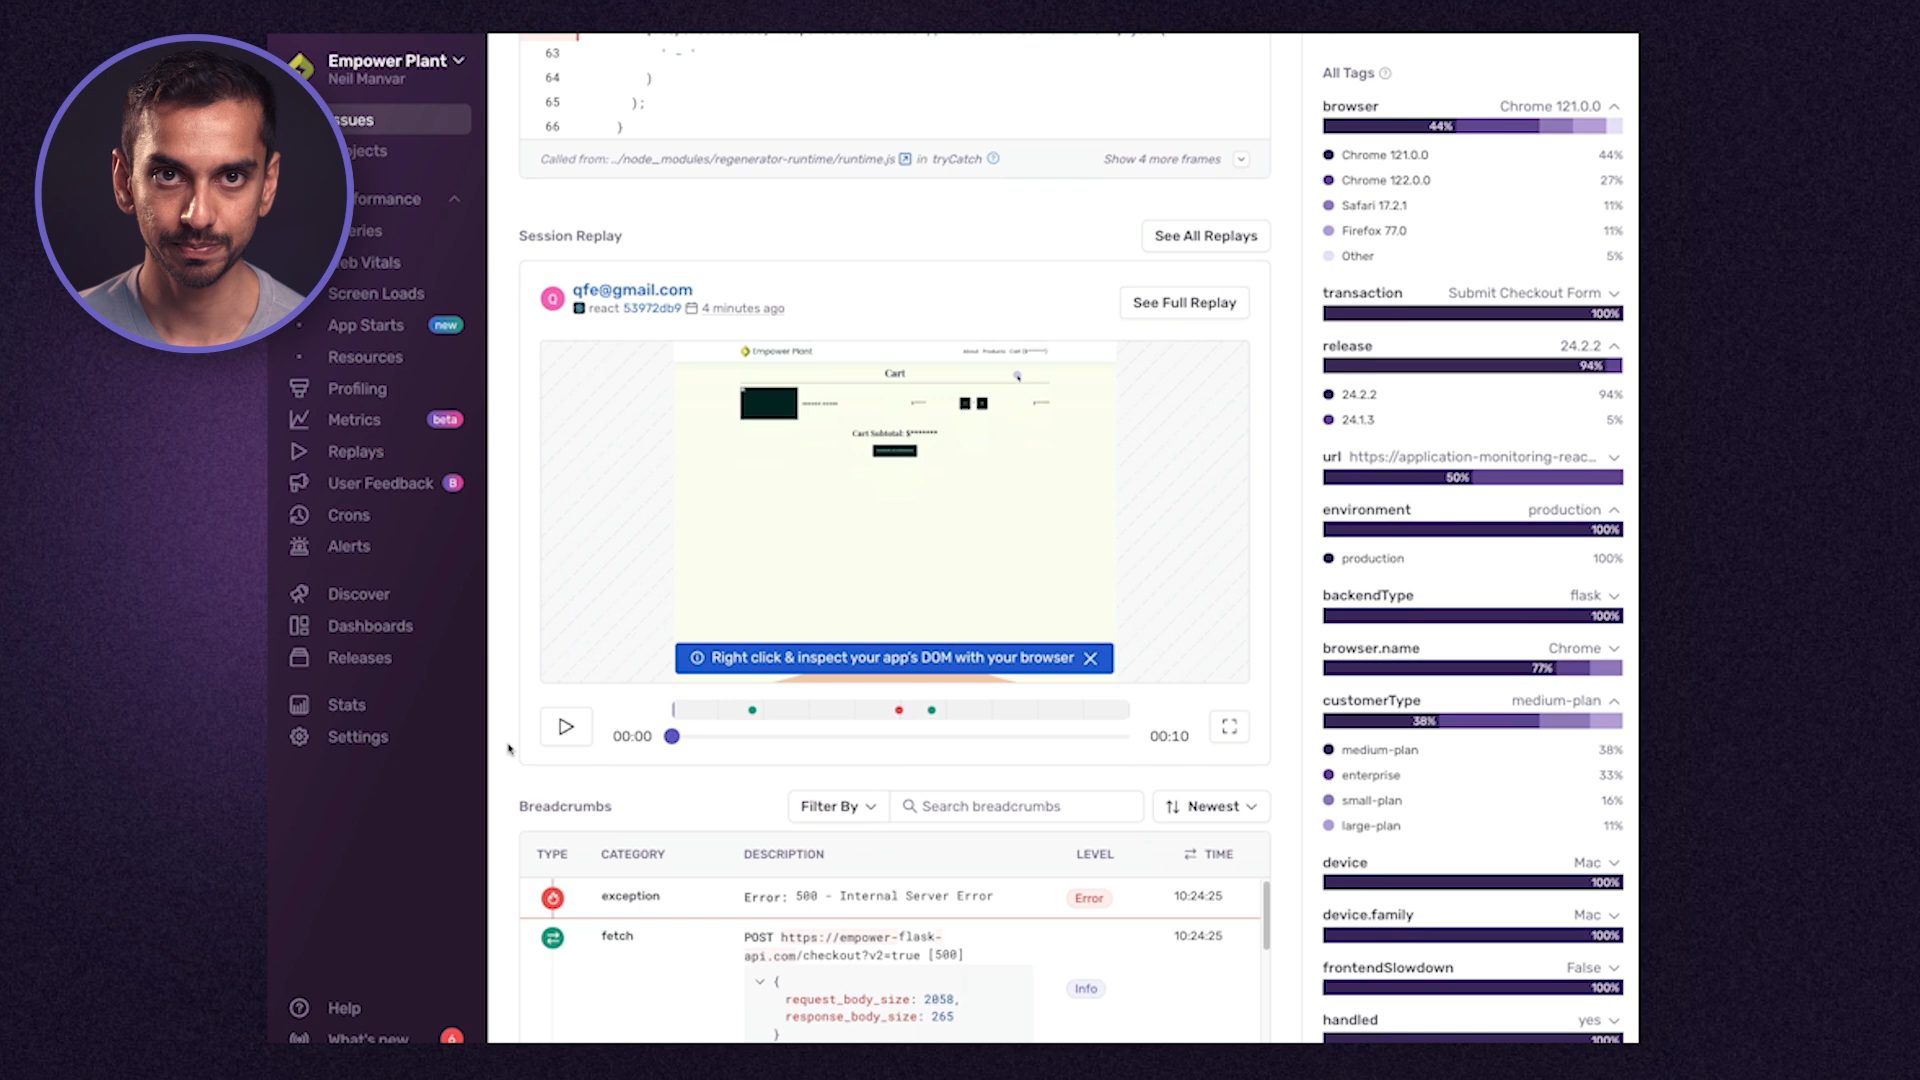 Empower Plant
Neil Manvar
ssues
ojects
formance
eries
eb Vitals
Screen Loads
App Starts new
Resources
Profiling
Metrics beta
Replays
User Feedback B
Crons
Alerts
Discover
Dashboards
Releases
Stats
Settings
Help
What's new 6
63
64 )
65 );
66 }
Called from: ../node_modules/regenerator-runtime/runtime.js in tryCatch
Show 4 more frames
Session Replay
See All Replays
Q
qfe@gmail.com
react 53972db9 4 minutes ago
See Full Replay
Empower Plant
About Products Cart ($******)
Cart
Cart Subtotal: $*******
Right click & inspect your app's DOM with your browser
00:00
00:10
Breadcrumbs
Filter By
Search breadcrumbs
Newest
TYPE CATEGORY DESCRIPTION LEVEL TIME
exception Error: 500 - Internal Server Error Error 10:24:25
fetch POST https://empower-flask- 10:24:25
api.com/checkout?v2=true [500]
{
Info
request_body_size: 2058,
response_body_size: 265
}
All Tags
browser Chrome 121.0.0
44%
Chrome 121.0.0 44%
Chrome 122.0.0 27%
Safari 17.2.1 11%
Firefox 77.0 11%
Other 5%
transaction Submit Checkout Form
100%
release 24.2.2
94%
24.2.2 94%
24.1.3 5%
url https://application-monitoring-reac...
50%
environment production
100%
production 100%
backendType flask
100%
browser.name Chrome
77%
customerType medium-plan
38%
medium-plan 38%
enterprise 33%
small-plan 16%
large-plan 11%
device Mac
100%
device.family Mac
100%
frontendSlowdown False
100%
handled yes
100%